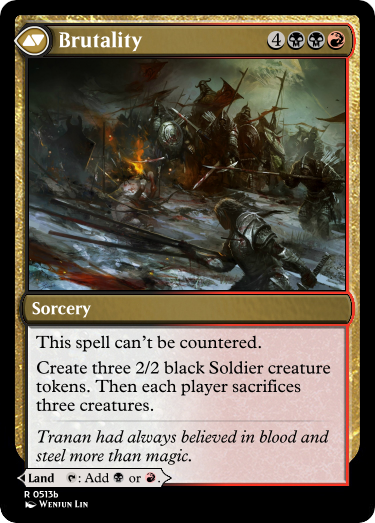 Brutality 4
Sorcery
This spell can't be countered.
Create three 2/2 black Soldier creature
tokens. Then each player sacrifices
three creatures.
Tranan had always believed in blood and
steel more than magic.
Land : Add or .
R 0513b
Wenjun Lin